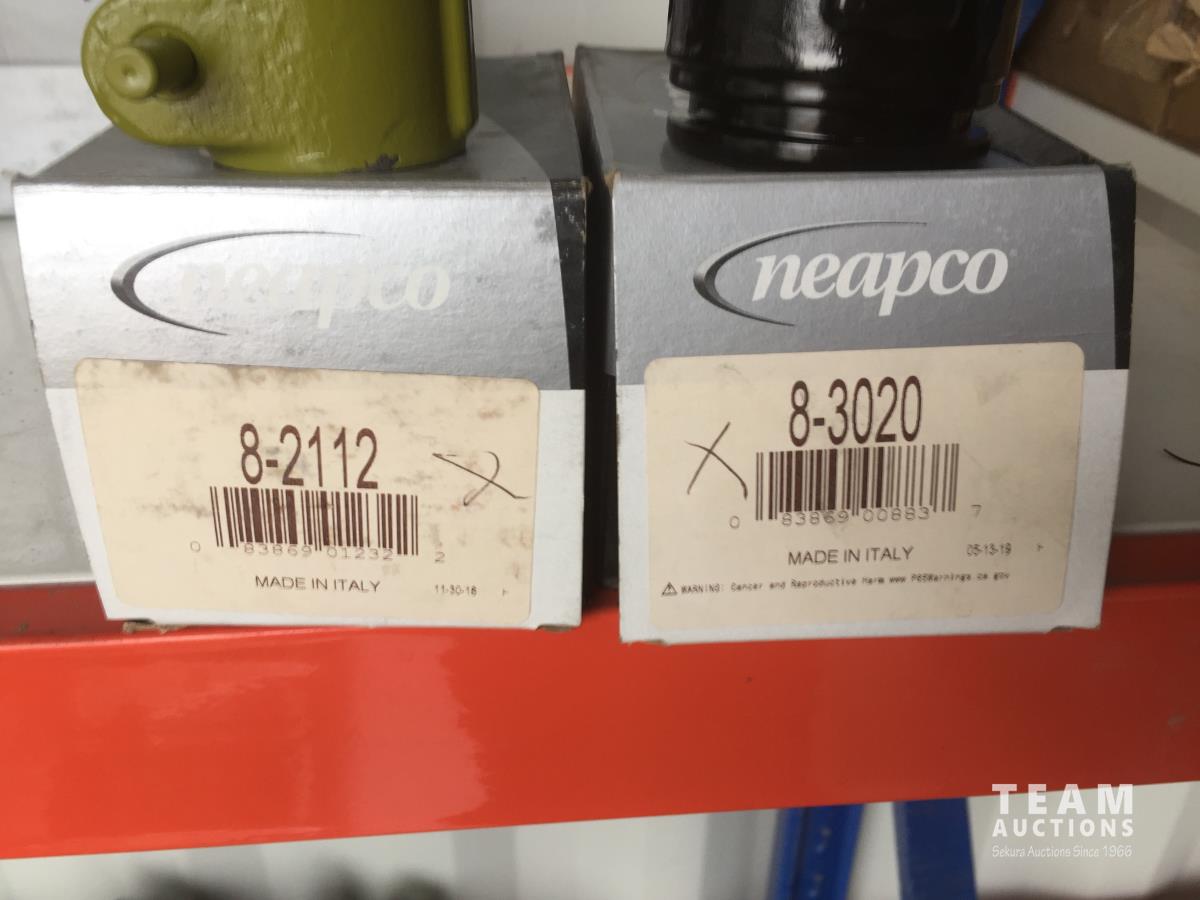 neapco
8-2112
0 83869 01232 2
MADE IN ITALY
11-30-16
neapco
8-3020
X
0 83869 00883 7
MADE IN ITALY
05-13-19
WARNING: Cancer and Reproductive Harm www P65Warnings ca gov
TEAM
AUCTIONS
Sekura Auctions Since 1966